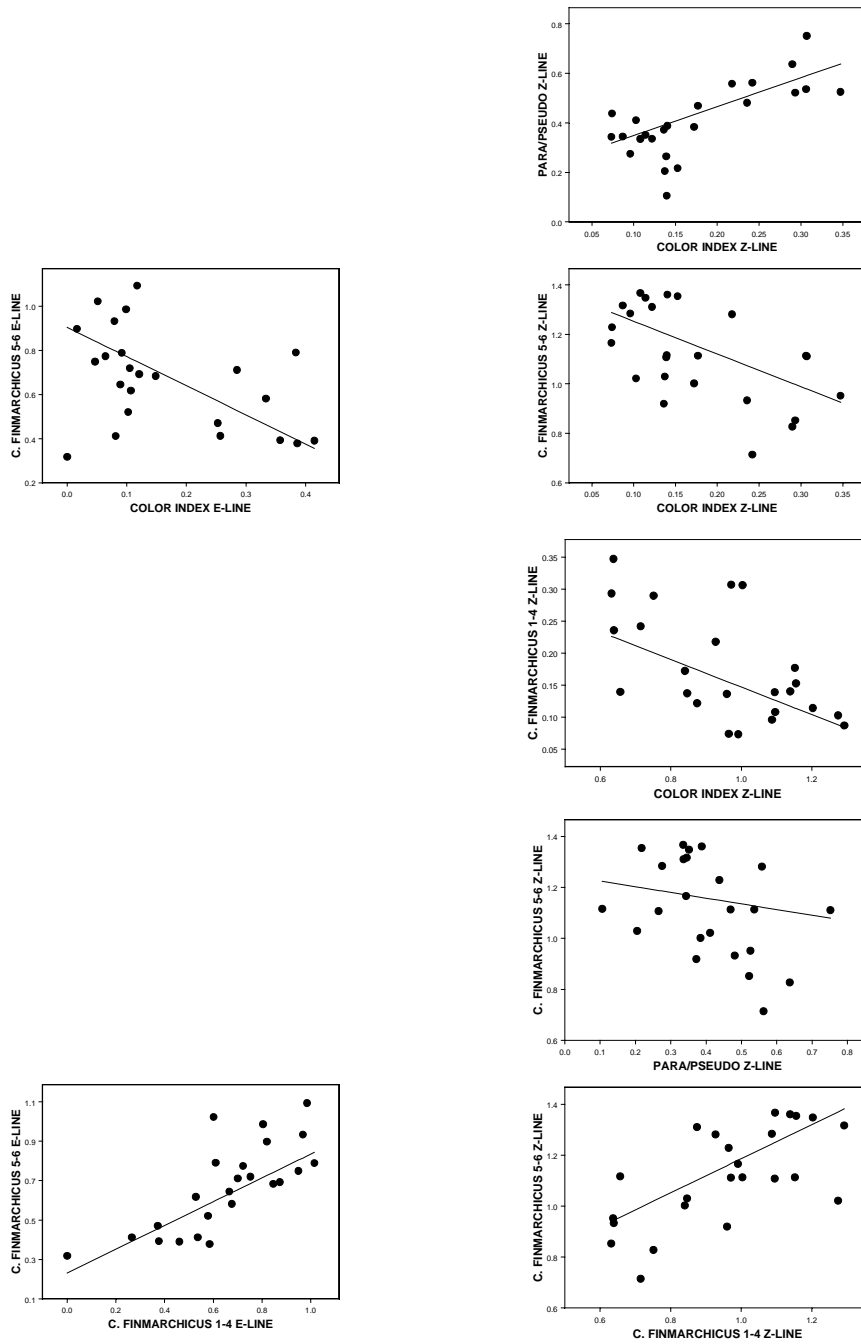 0.8
0.6
0.4
0.2
0.0
PARA/PSEUDO Z-LINE
0.05 0.10 0.15 0.20 0.25 0.30 0.35
COLOR INDEX Z-LINE
1.0
0.8
0.6
0.4
0.2
C. FINMARCHICUS 5-6 E-LINE
0.0 0.1 0.2 0.3 0.4
COLOR INDEX E-LINE
1.4
1.2
1.0
0.8
0.6
C. FINMARCHICUS 5-6 Z-LINE
0.05 0.10 0.15 0.20 0.25 0.30 0.35
COLOR INDEX Z-LINE
0.35
0.30
0.25
0.20
0.15
0.10
0.05
C. FINMARCHICUS 1-4 Z-LINE
0.6 0.8 1.0 1.2
COLOR INDEX Z-LINE
1.4
1.2
1.0
0.8
0.6
C. FINMARCHICUS 5-6 Z-LINE
0.0 0.1 0.2 0.3 0.4 0.5 0.6 0.7 0.8
PARA/PSEUDO Z-LINE
1.1
0.9
0.7
0.5
0.3
0.1
C. FINMARCHICUS 5-6 E-LINE
0.0 0.2 0.4 0.6 0.8 1.0
C. FINMARCHICUS 1-4 E-LINE
1.4
1.2
1.0
0.8
0.6
C. FINMARCHICUS 5-6 Z-LINE
0.6 0.8 1.0 1.2
C. FINMARCHICUS 1-4 Z-LINE